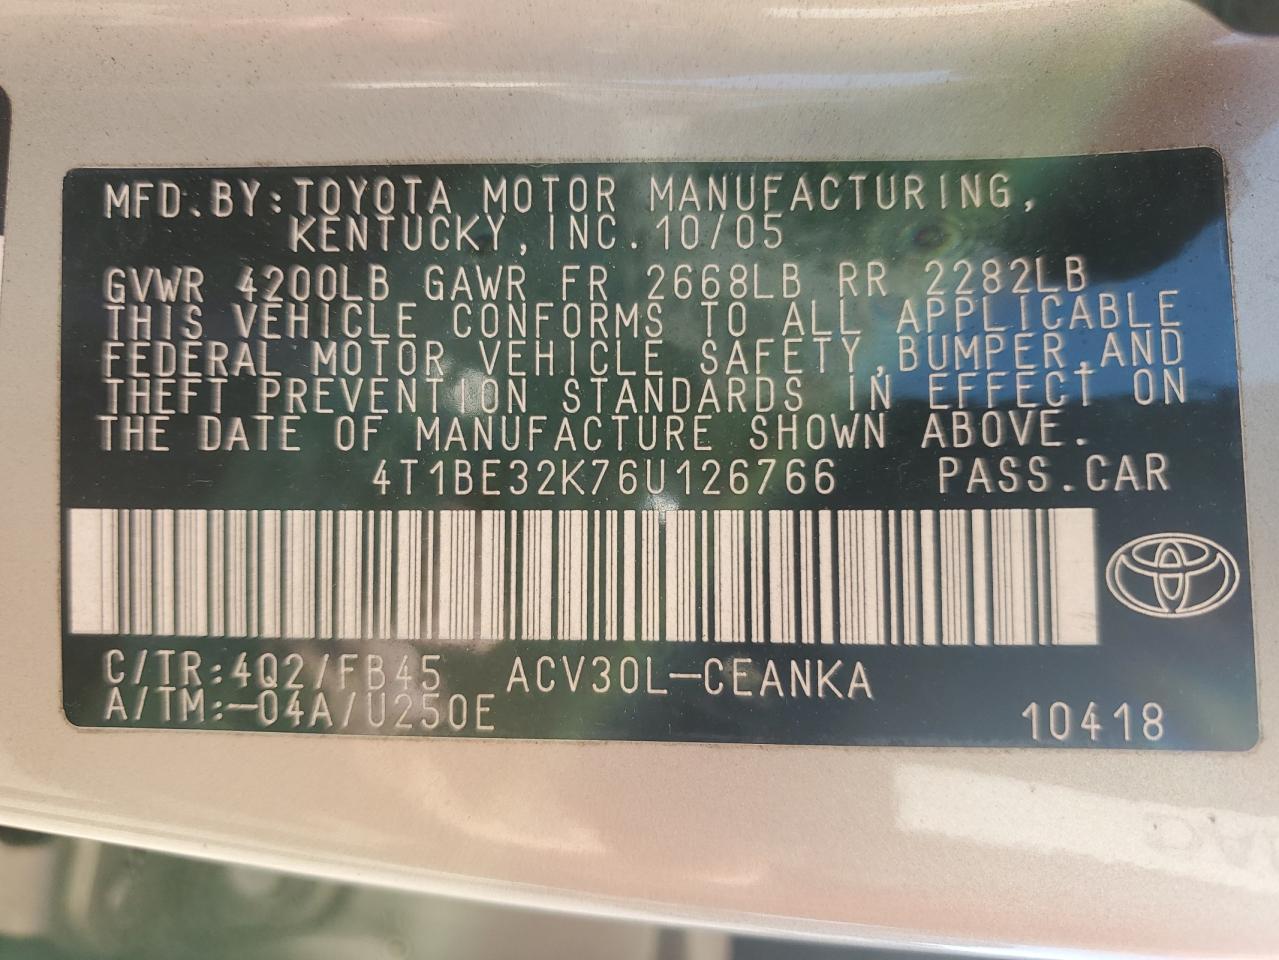 MFD.BY:TOYOTA MOTOR MANUFACTURING,
KENTUCKY,INC.10/05
GVWR 4200LB GAWR FR 2668LB RR 2282LB
THIS VEHICLE CONFORMS TO ALL APPLICABLE
FEDERAL MOTOR VEHICLE SAFETY,BUMPER,AND
THEFT PREVENTION STANDARDS IN EFFECT ON
THE DATE OF MANUFACTURE SHOWN ABOVE.
4T1BE32K76U126766 PASS.CAR
C/TR:4Q2/FB45 ACV30L-CEANKA
A/TM:-04A/U250E
10418